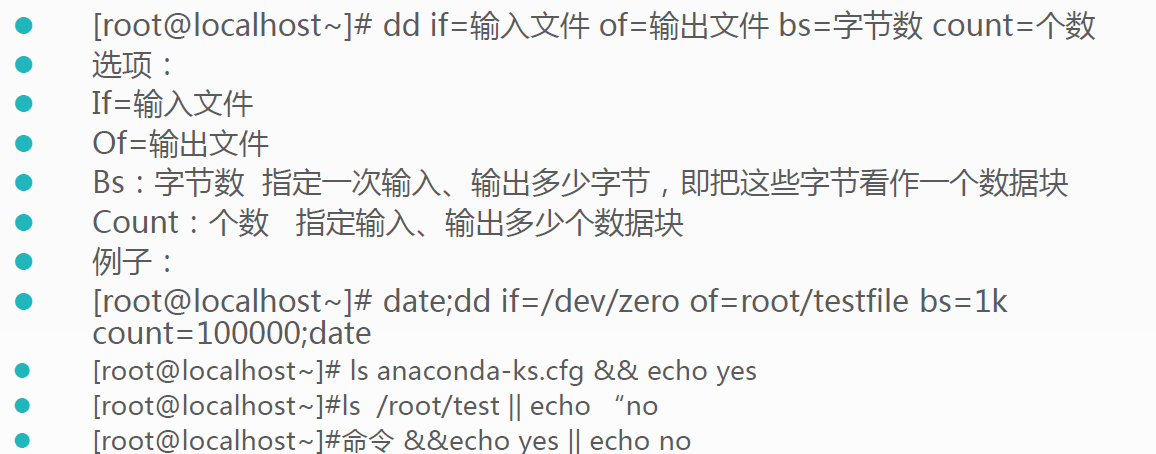 [root@localhost~]# dd if=输入文件 of=输出文件 bs=字节数 count=个数
选项：
If=输入文件
Of=输出文件
Bs：字节数 指定一次输入、输出多少字节，即把这些字节看作一个数据块
Count：个数 指定输入、输出多少个数据块
例子：
[root@localhost~]# date;dd if=/dev/zero of=root/testfile bs=1k
count=100000;date
[root@localhost~]# ls anaconda-ks.cfg && echo yes
[root@localhost~]#ls /root/test || echo “no
[root@localhost~]#命令 &&echo yes || echo no